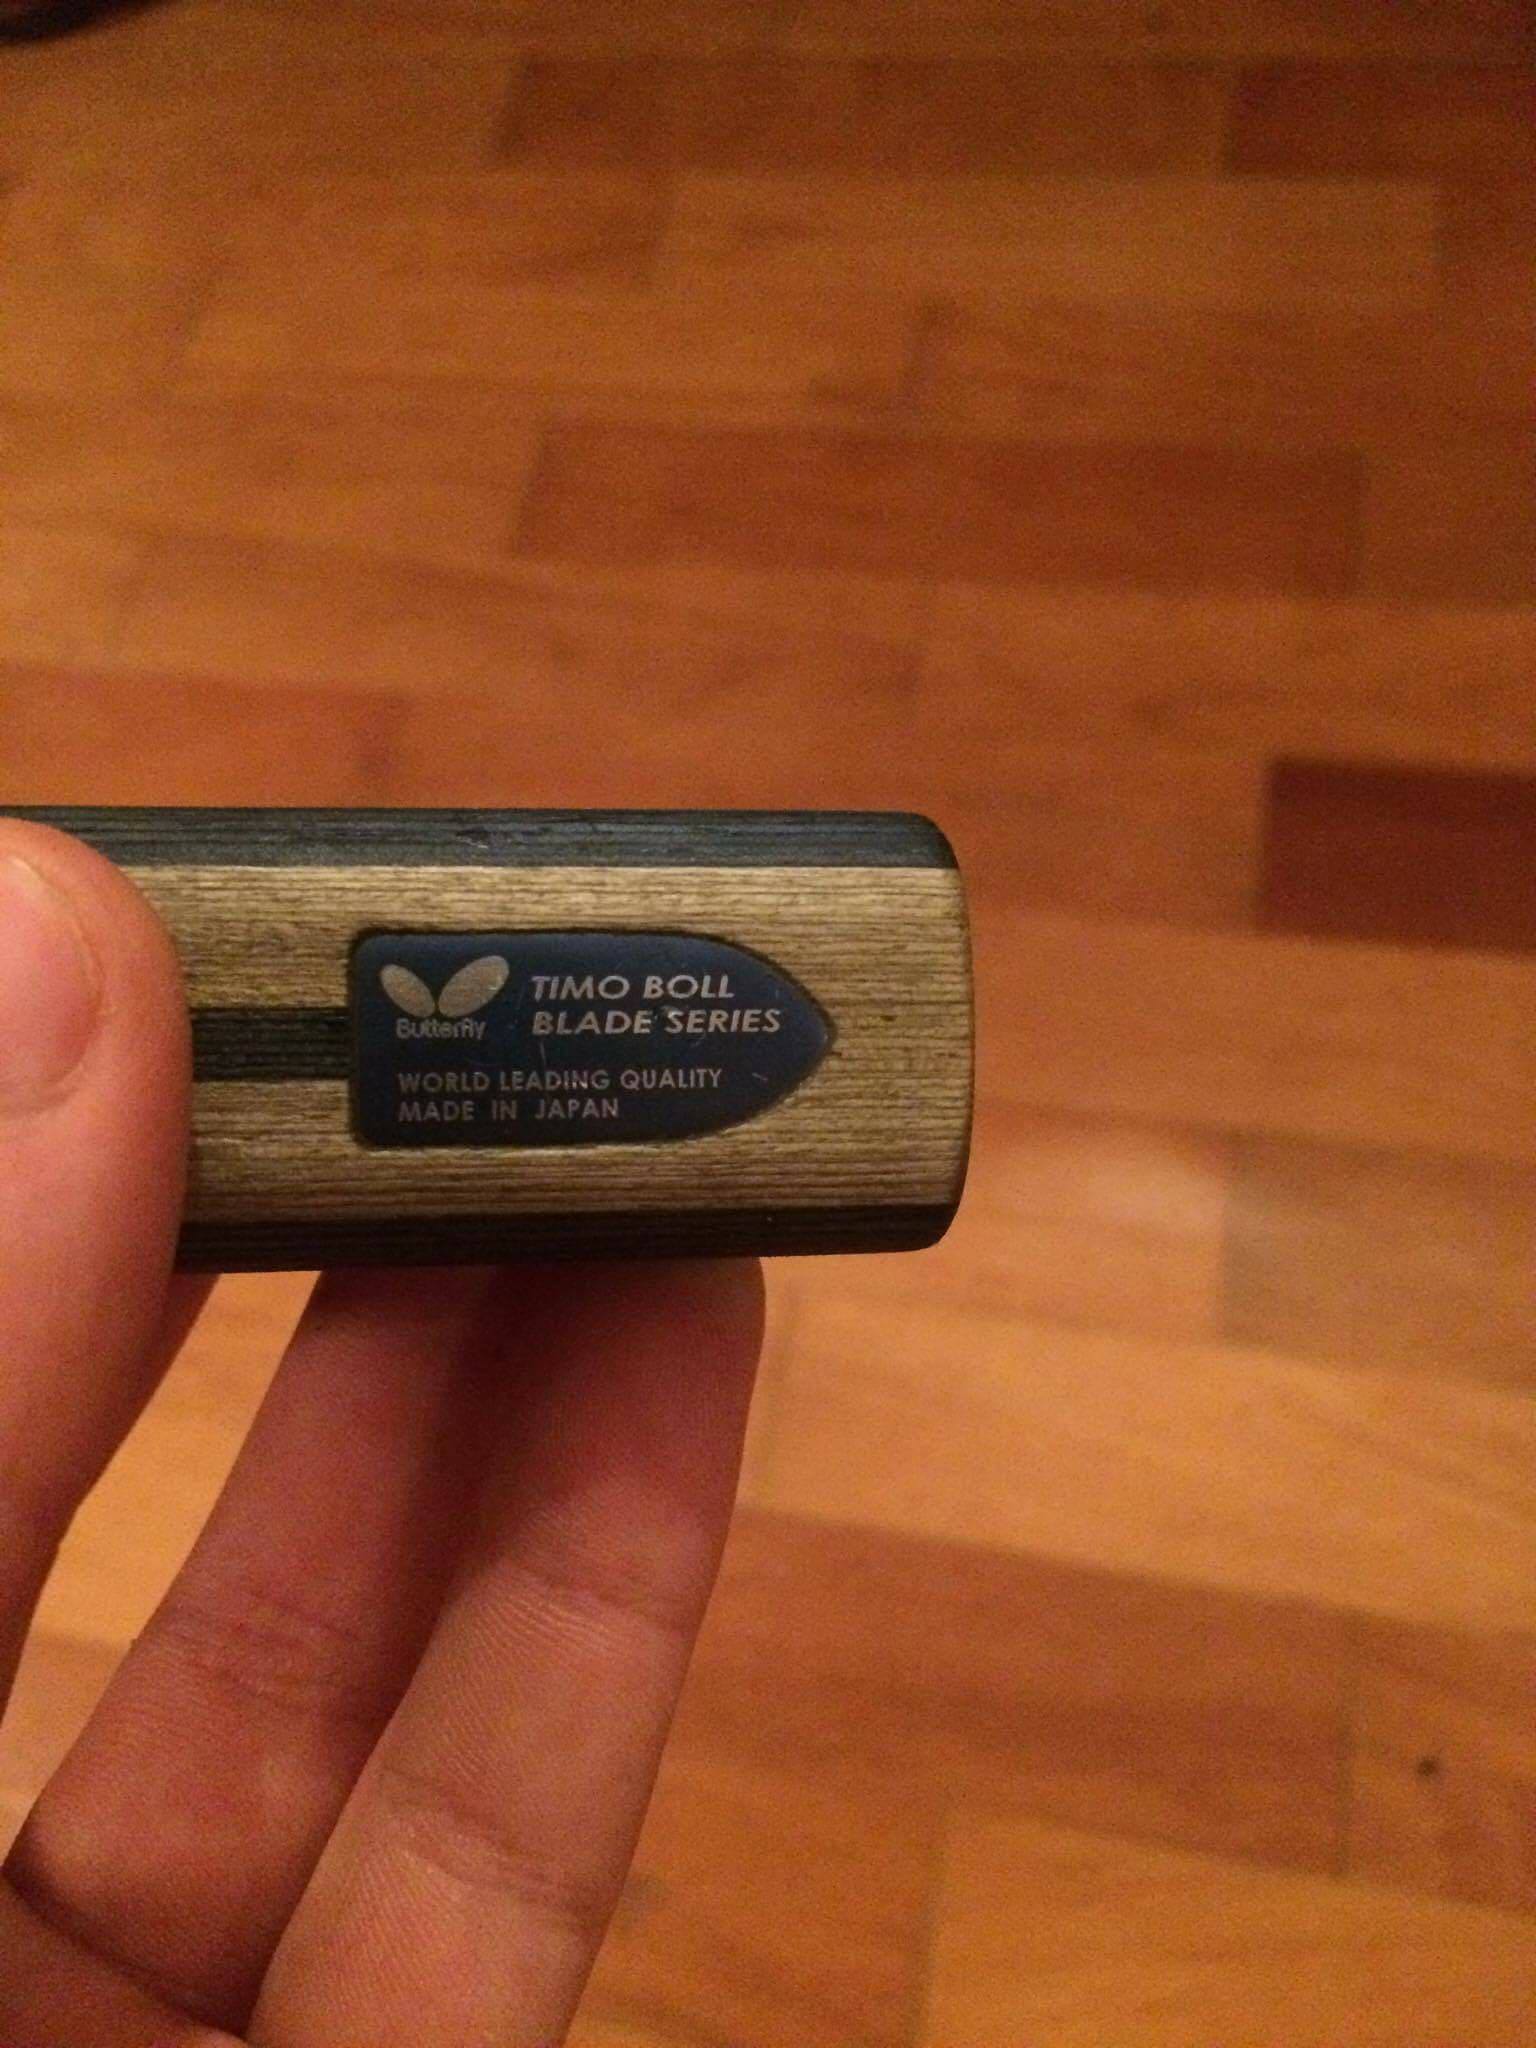 Butterfly
TIMO BOLL
BLADE SERIES
WORLD LEADING QUALITY
MADE IN JAPAN